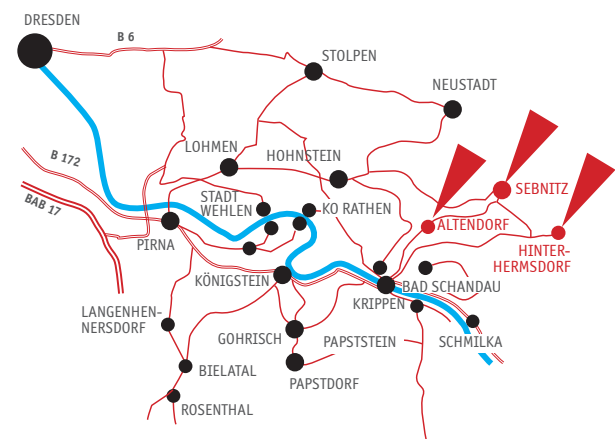 DRESDEN
B 6
STOLPEN
NEUSTADT
LOHMEN
HOHNSTEIN
B 172
BAB 17
STADT
WEHLEN
KO RATHEN
SEBNITZ
ALTENDORF
PIRNA
HINTER-
HERMSDORF
KÖNIGSTEIN
BAD SCHANDAU
KRIPPEN
LANGENHEN-
NERSDORF
GOHRISCH
PAPSTSTEIN
SCHMILKA
BIELATAL
PAPSTDORF
ROSENTHAL